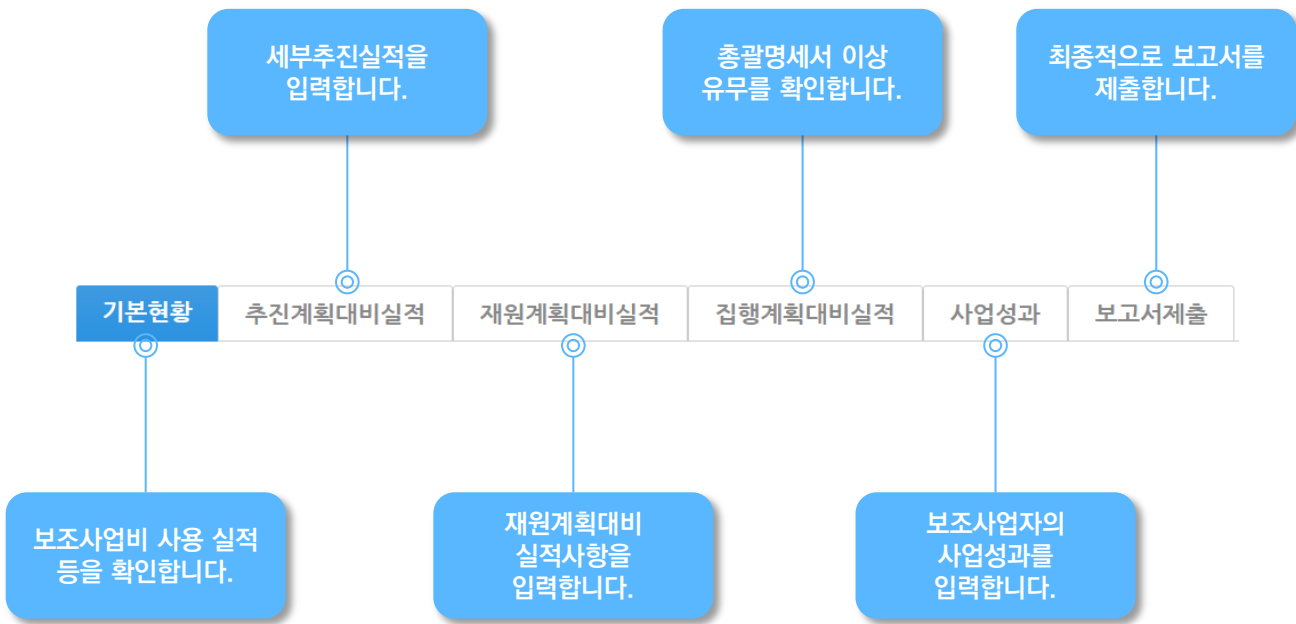 세부추진실적을
입력합니다.
총괄명세서 이상
유무를 확인합니다.
최종적으로 보고서를
제출합니다.
기본현황
추진계획대비실적
재원계획대비실적
집행계획대비실적
사업성과
보고서제출
보조사업비 사용 실적
등을 확인합니다.
재원계획대비
실적사항을
입력합니다.
보조사업자의
사업성과를
입력합니다.